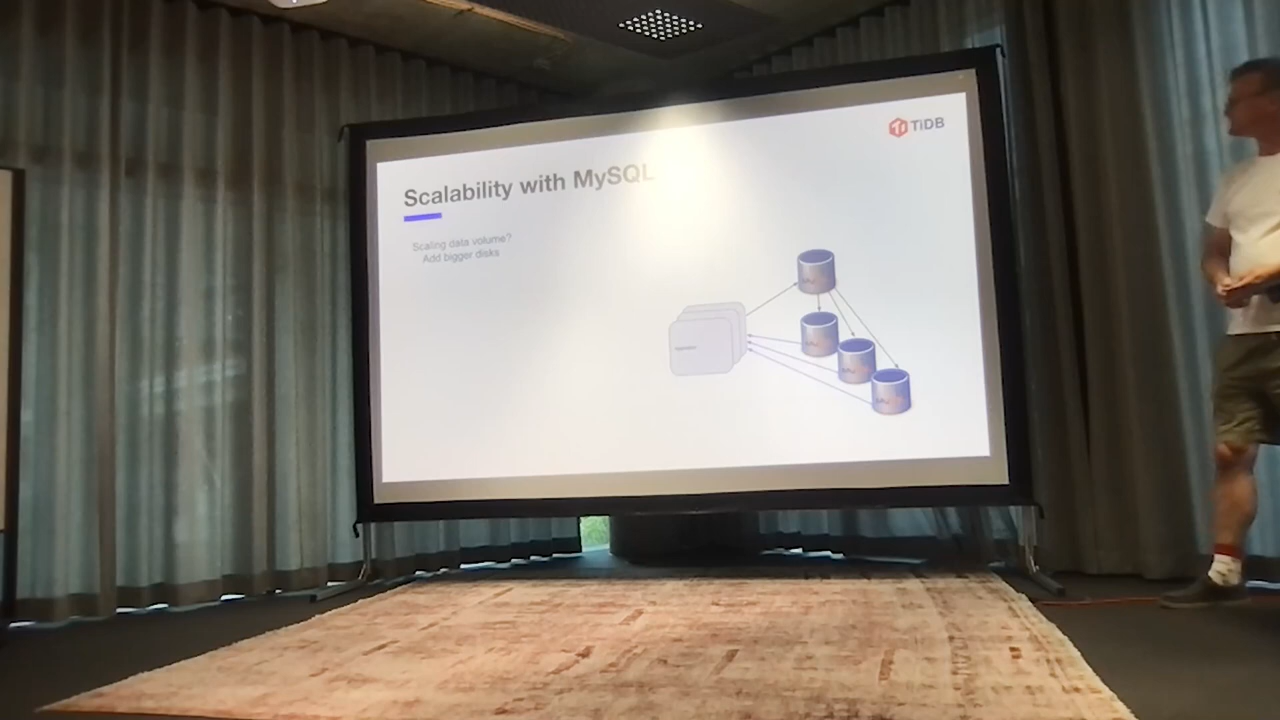 TiDB
Scalability with MySQL
Scaling data volume?
Add bigger disks